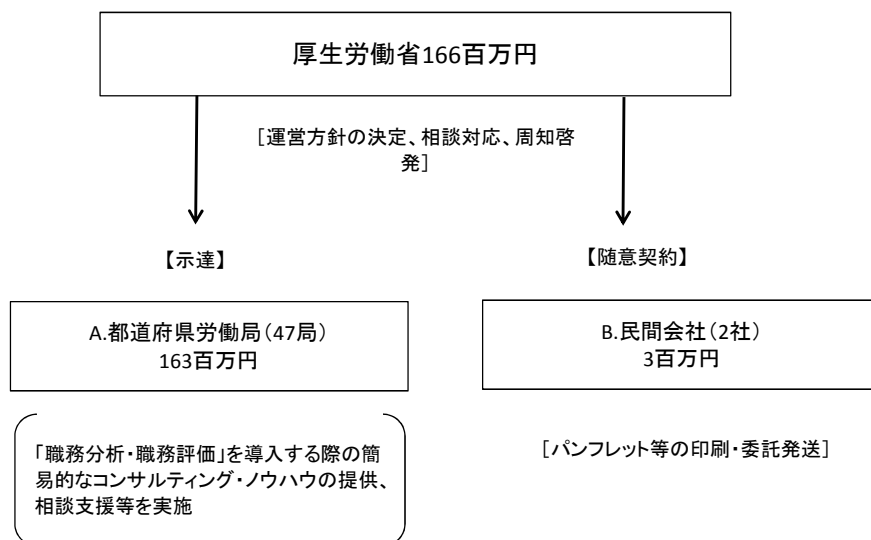 厚生労働省166百万円
[運営方針の決定、相談対応、周知啓
発]
【示達】
【随意契約】
A.都道府県労働局（47局）
163百万円
B.民間会社（2社）
3百万円
「職務分析・職務評価」を導入する際の簡
易的なコンサルティング・ノウハウの提供、
相談支援等を実施
[パンフレット等の印刷・委託発送]